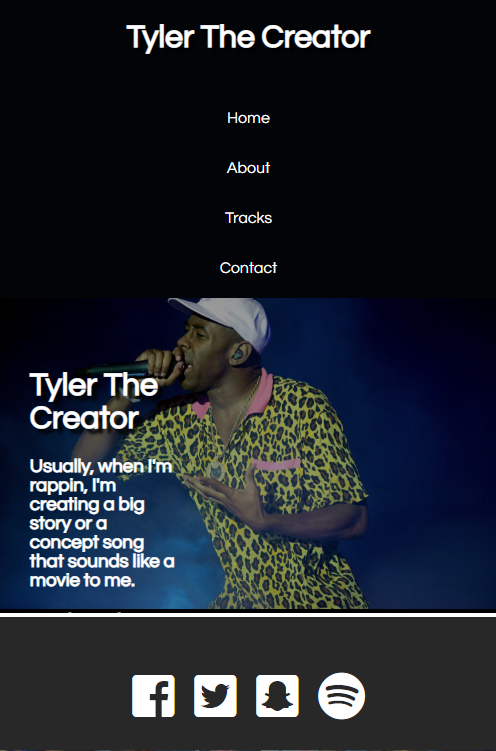 Tyler The Creator
Home
About
Tracks
Contact
Tyler The
Creator
Usually, when I'm
rappin, I'm
creating a big
story or a
concept song
that sounds like a
movie to me.